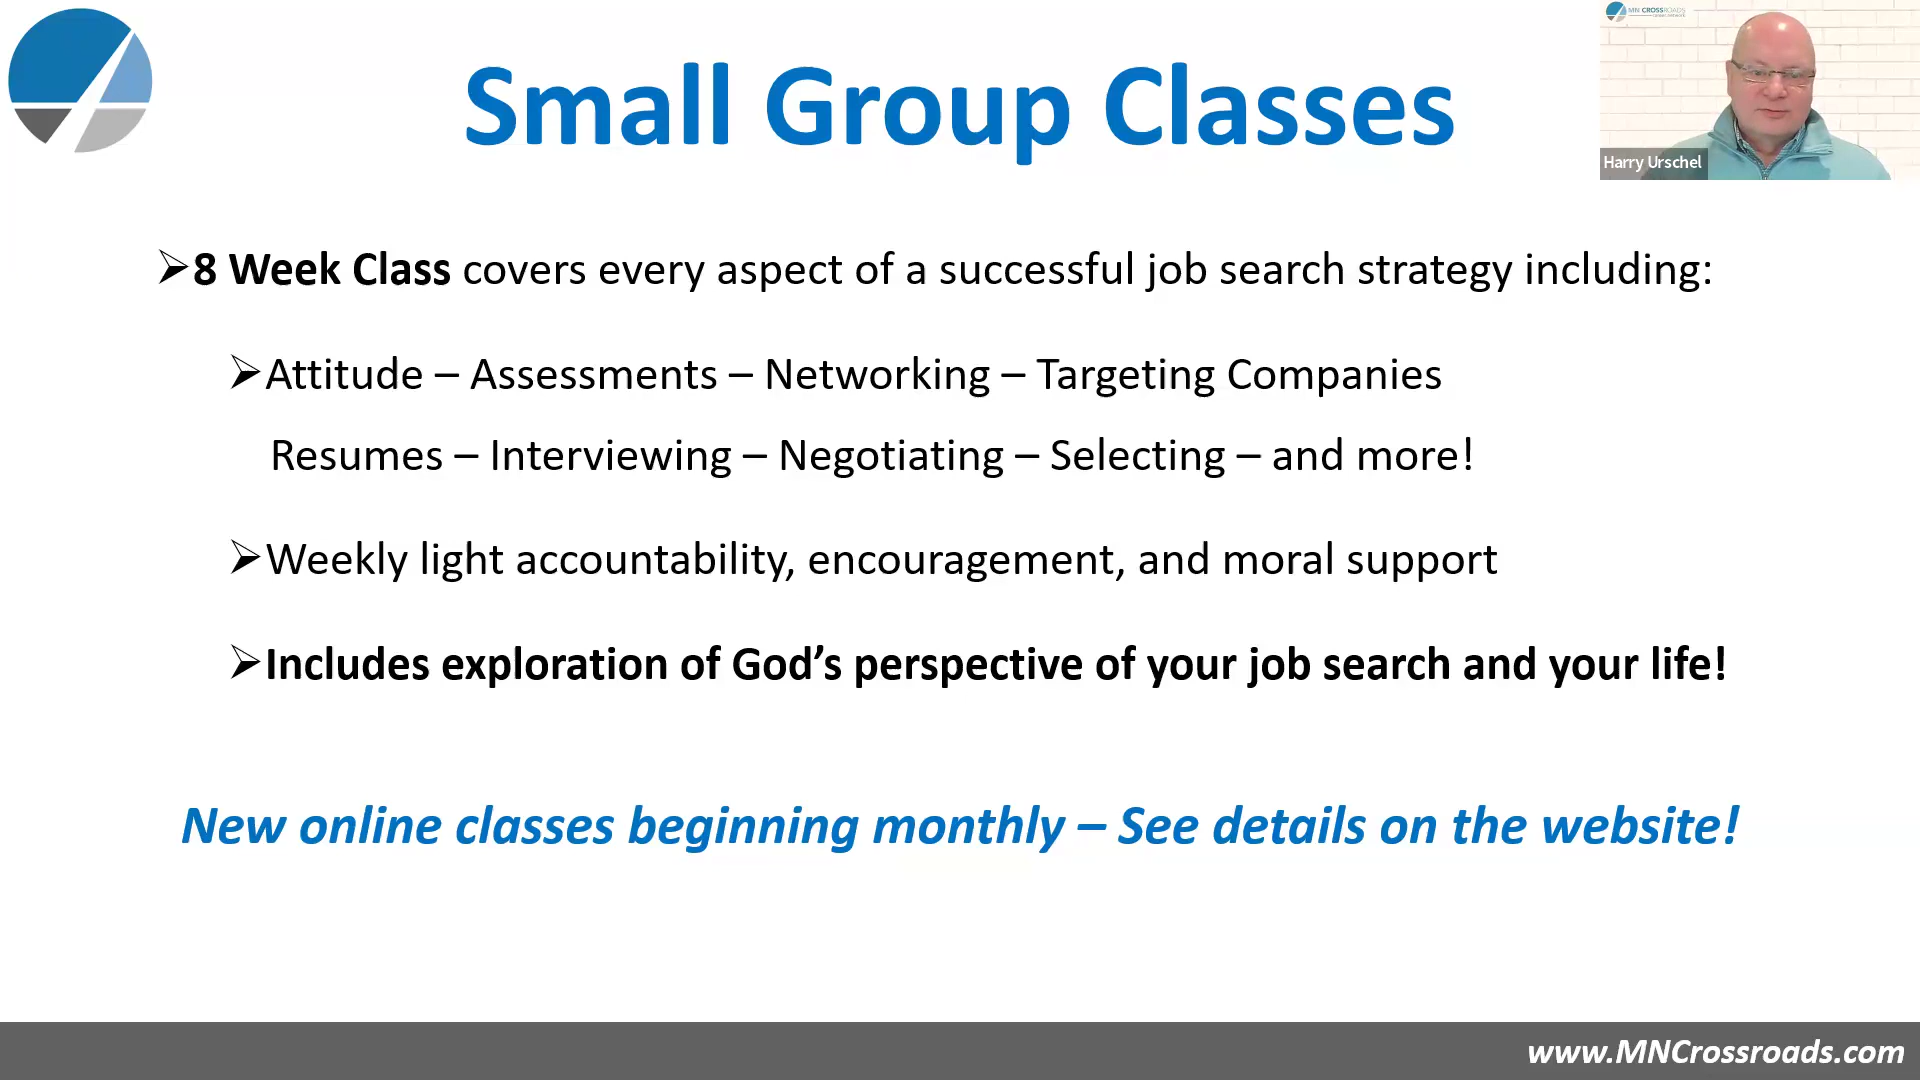 Small Group Classes
MN CROSSROADS
Harry Urschel
➢8 Week Class covers every aspect of a successful job search strategy including:
➢Attitude – Assessments – Networking – Targeting Companies
Resumes – Interviewing – Negotiating – Selecting – and more!
➢Weekly light accountability, encouragement, and moral support
➢Includes exploration of God’s perspective of your job search and your life!
New online classes beginning monthly – See details on the website!
www.MNCrossroads.com